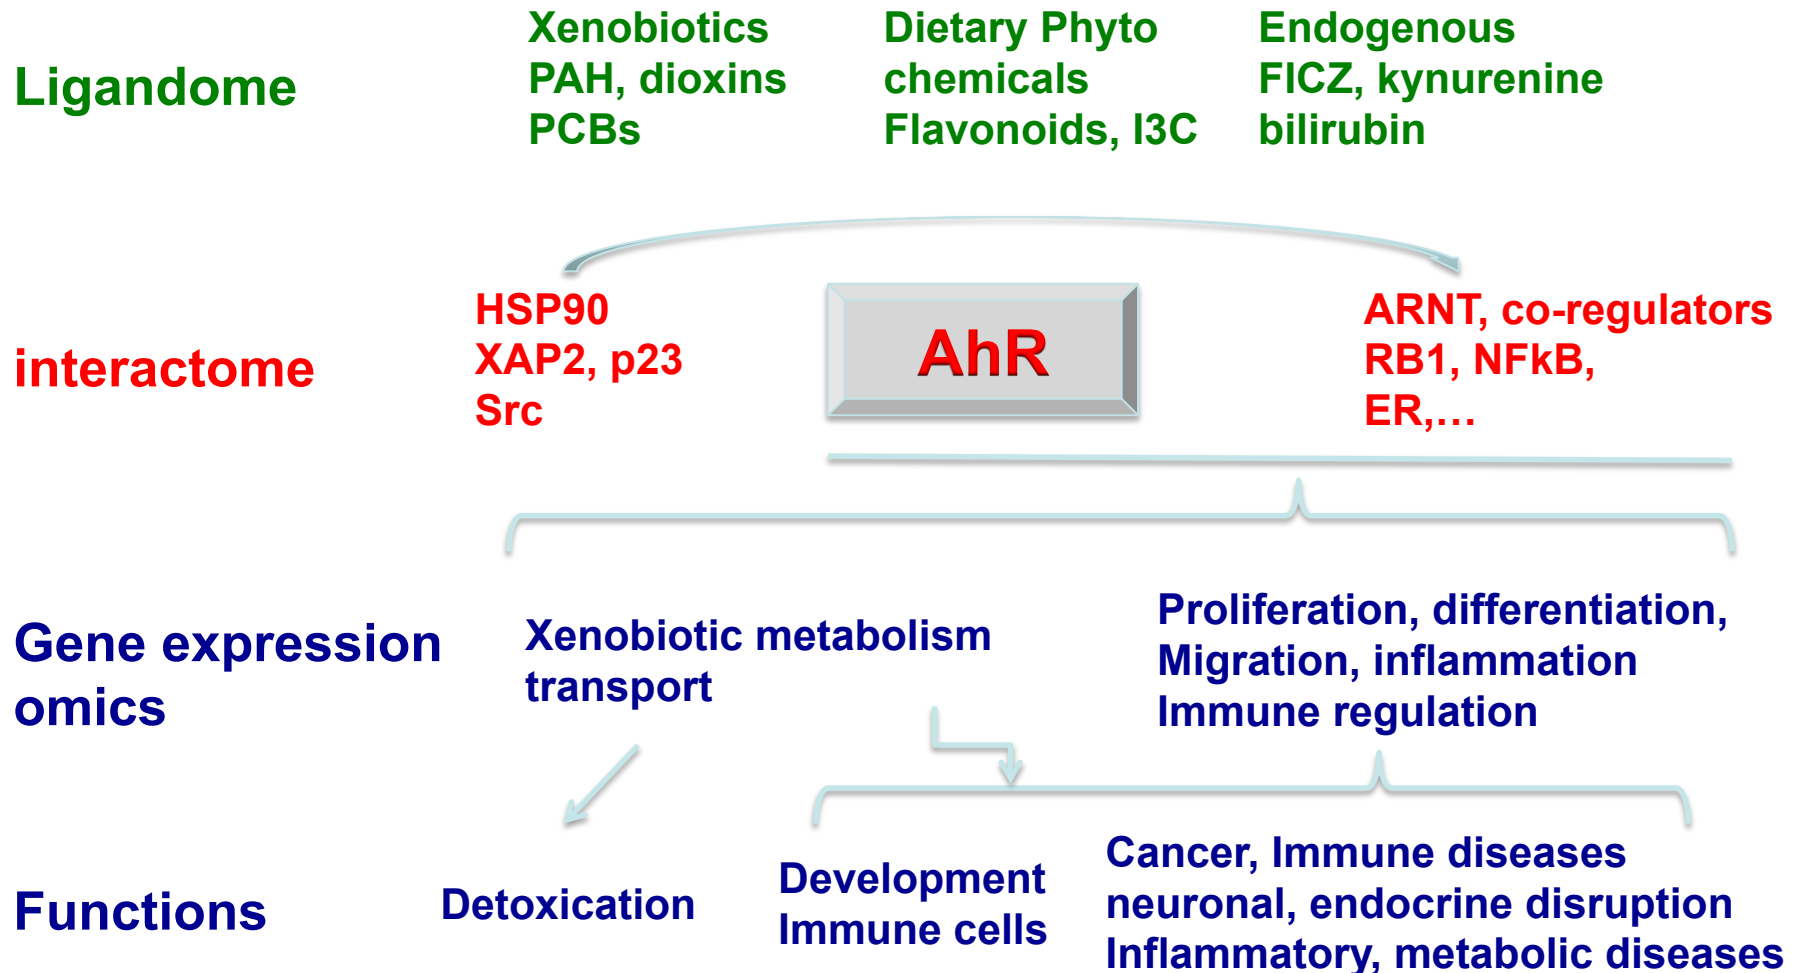 Ligandome
Xenobiotics
PAH, dioxins
PCBs
Dietary Phyto
chemicals
Flavonoids, I3C
Endogenous
FICZ, kynurenine
bilirubin
interactome
HSP90
XAP2, p23
Src
AhR
ARNT, co-regulators
RB1, NFkB,
ER,...
Gene expression
omics
Xenobiotic metabolism
transport
Proliferation, differentiation,
Migration, inflammation
Immune regulation
Functions
Detoxication
Development
Immune cells
Cancer, Immune diseases
neuronal, endocrine disruption
Inflammatory, metabolic diseases